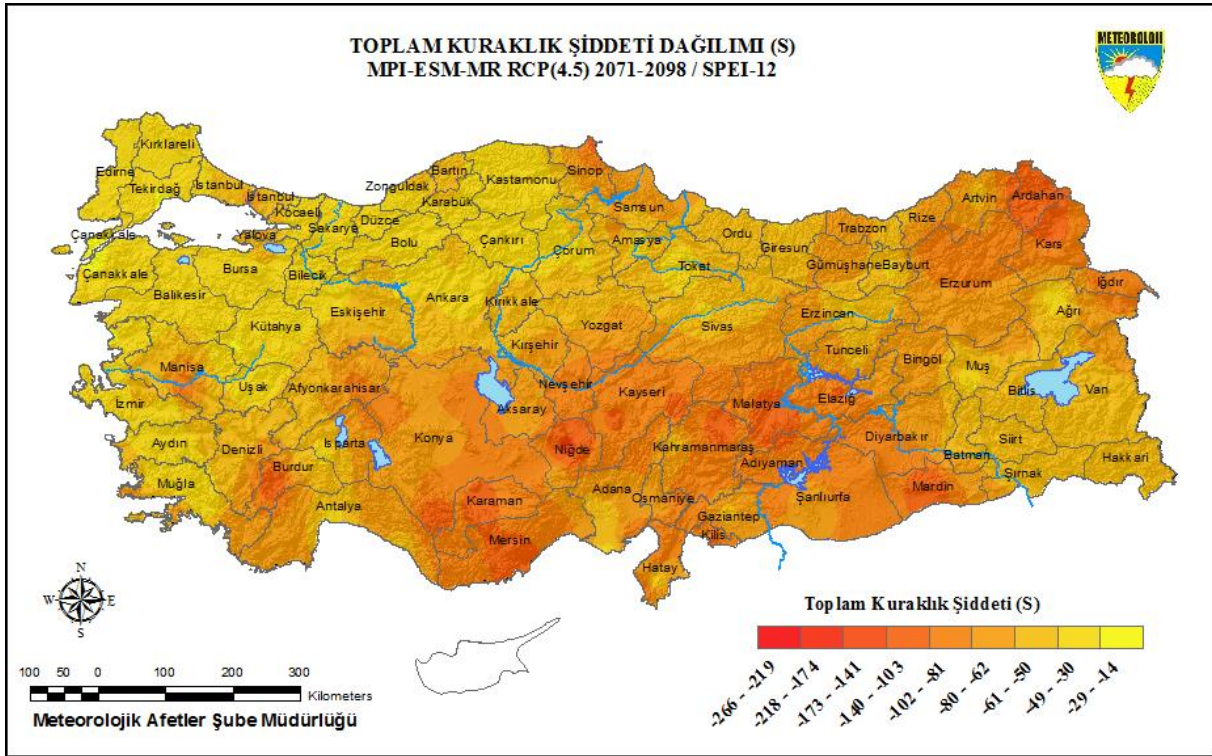 TOPLAM KURAKLIK ŞİDDETİ DAĞILIMI (S)
MPI-ESM-MR RCP(4.5) 2071-2098 / SPEI-12
METEOROLOJI
Kırklareli
Edirne
Tekirdağ
İstanbul
İstanbul
Kocaeli
Yalova
Sakarya
Düzce
Zonguldak
Bartın
Karabük
Kastamonu
Sinop
Samsun
Bolu
Çankırı
Çorum
Amasya
Tokat
Ordu
Giresun
Trabzon
Rize
Artvin
Ardahan
Kars
Gümüşhane
Bayburt
Erzurum
Iğdır
Ağrı
Çanakkale
Çanakkale
Balıkesir
Bursa
Bilecik
Eskişehir
Ankara
Kırıkkale
Yozgat
Sivas
Erzincan
Tunceli
Bingöl
Muş
Bitlis
Van
Kütahya
Manisa
Uşak
Afyonkarahisar
Kırşehir
Nevşehir
Kayseri
Malatya
Elazığ
İzmir
Aydın
Denizli
Isparta
Burdur
Konya
Aksaray
Niğde
Kahramanmaraş
Adıyaman
Diyarbakır
Batman
Siirt
Şırnak
Hakkari
Muğla
Antalya
Karaman
Mersin
Adana
Osmaniye
Gaziantep
Kilis
Şanlıurfa
Mardin
Hatay
N
W
E
S
100 50 0 100 200 300
Kilometers
Meteorolojik Afetler Şube Müdürlüğü
Toplam Kuraklık Şiddeti (S)
-266 - -219
-218 - -174
-173 - -141
-140 - -103
-102 - -81
-80 - -62
-61 - -50
-49 - -30
-29 - -14